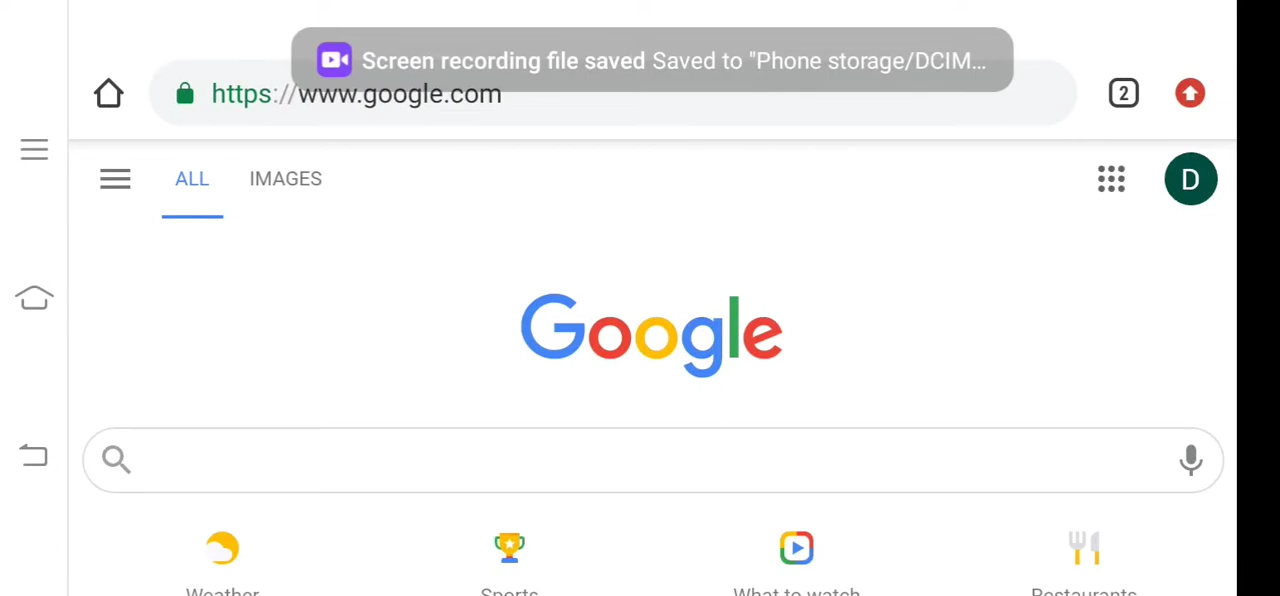 Screen recording file saved Saved to "Phone storage/DCIM...
https://www.google.com
2
ALL IMAGES
D
Google
Weather Sports What to watch Restaurants